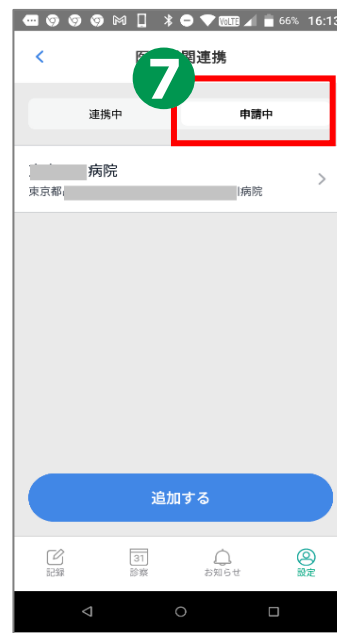 VoLTE 66% 16:13
7
関連携
連携中
申請中
病院
東京都
病院
追加する
31
記録
診察
お知らせ
設定